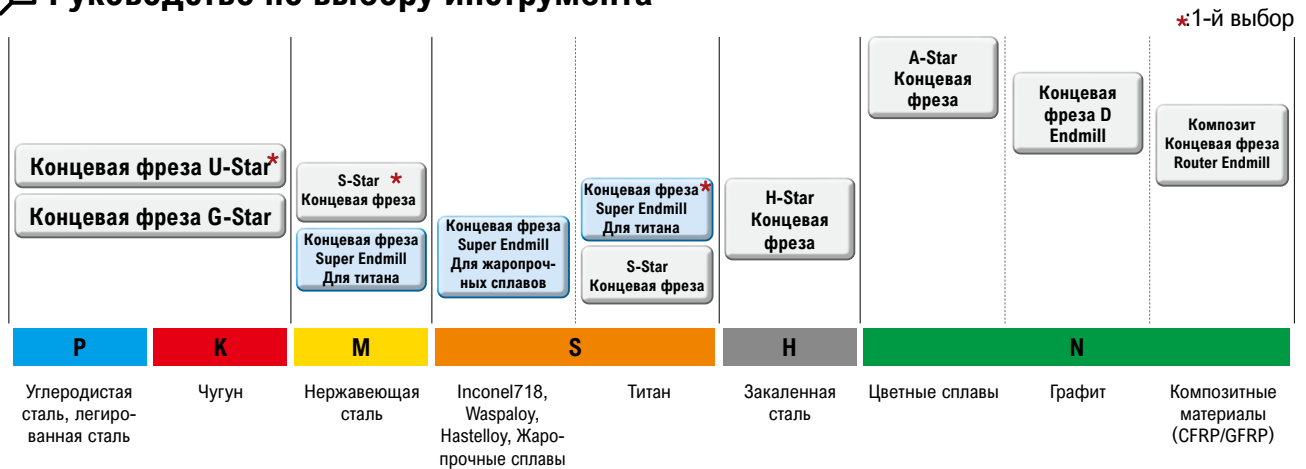 Руководство по выбору инструмента
*:1-й выбор
A-Star
Концевая
фреза
Концевая
фреза D
Endmill
Композит
Концевая фреза
Router Endmill
Концевая фреза U-Star*
Концевая фреза G-Star
S-Star *
Концевая фреза
Концевая фреза
Super Endmill
Для титана
Концевая фреза
Super Endmill
Для жаропроч-
ных сплавов
Концевая фреза*
Super Endmill
Для титана
S-Star
Концевая фреза
H-Star
Концевая
фреза
P
K
M
S
H
N
Углеродистая
сталь, легиро-
ванная сталь
Чугун
Нержавеющая
сталь
Inconel718,
Waspaloy,
Hastelloy, Жаро-
прочные сплавы
Титан
Закаленная
сталь
Цветные сплавы
Графит
Композитные
материалы
(CFRP/GFRP)